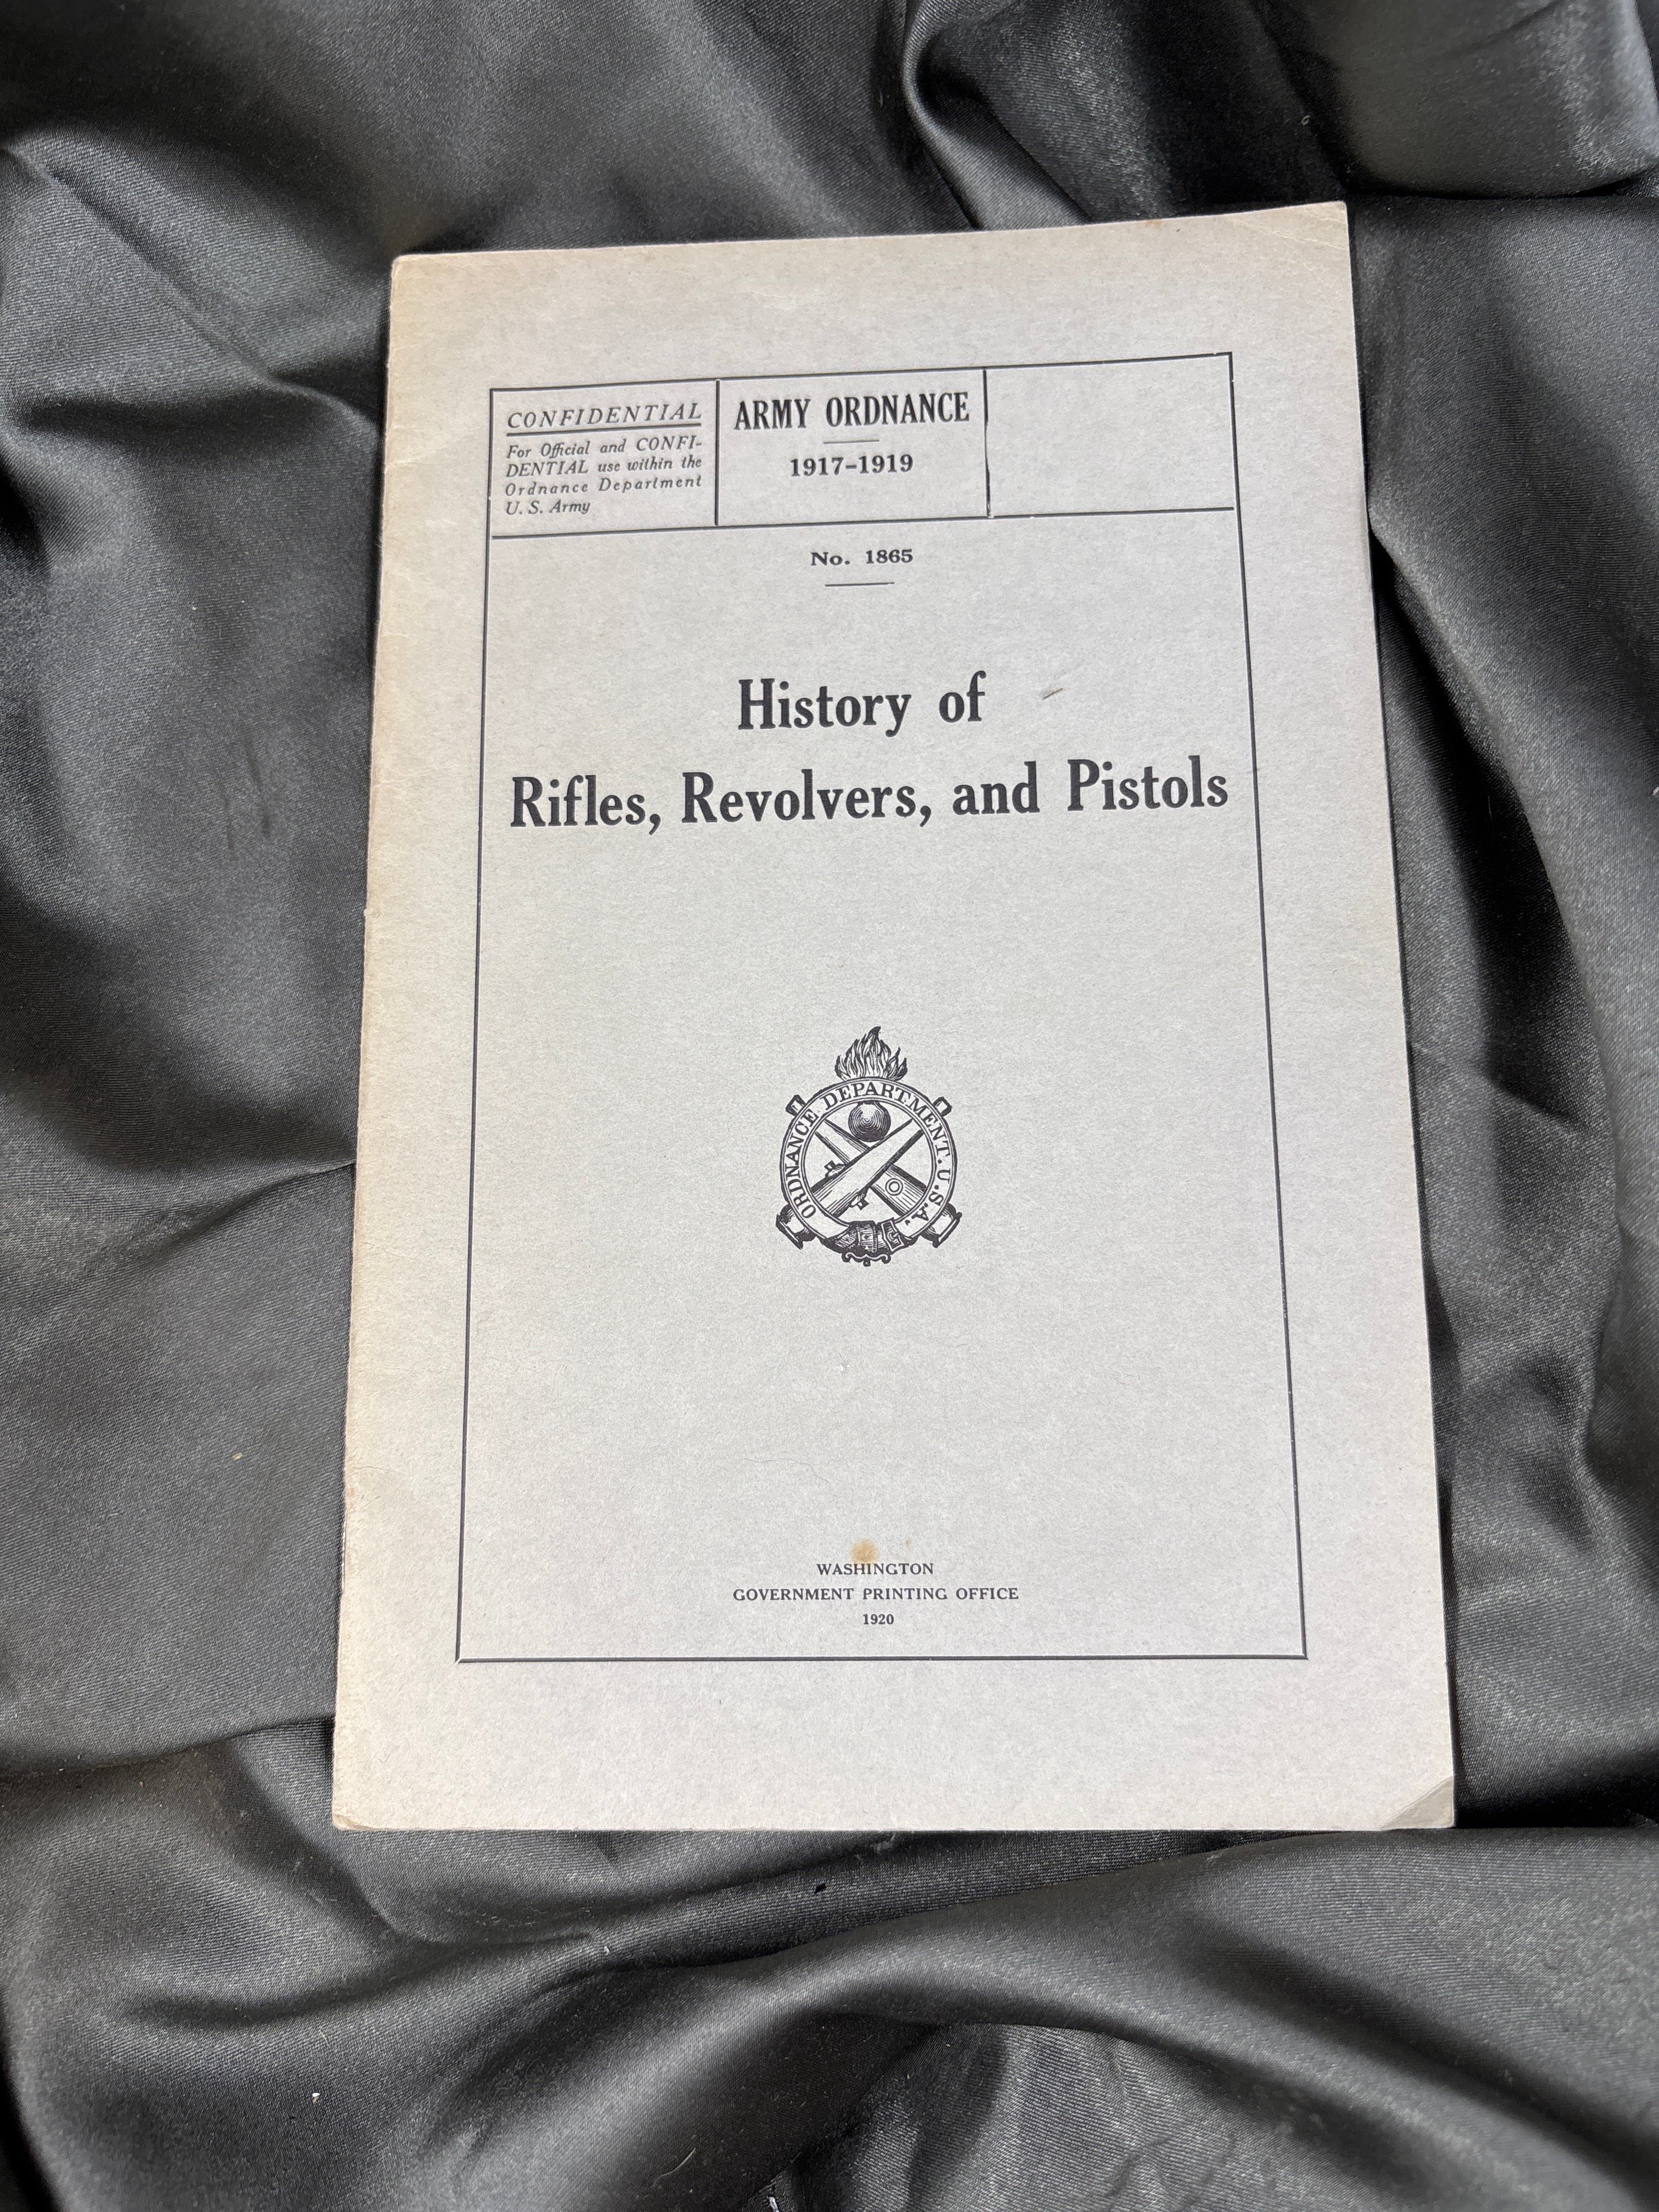 CONFIDENTIAL
For Official and CONFI-
DENTIAL use within the
Ordnance Department
U. S. Army
ARMY ORDNANCE
1917–1919
No. 1865
History of
Rifles, Revolvers, and Pistols
ORDNANCE DEPARTMENT. U.S.A.
WASHINGTON
GOVERNMENT PRINTING OFFICE
1920